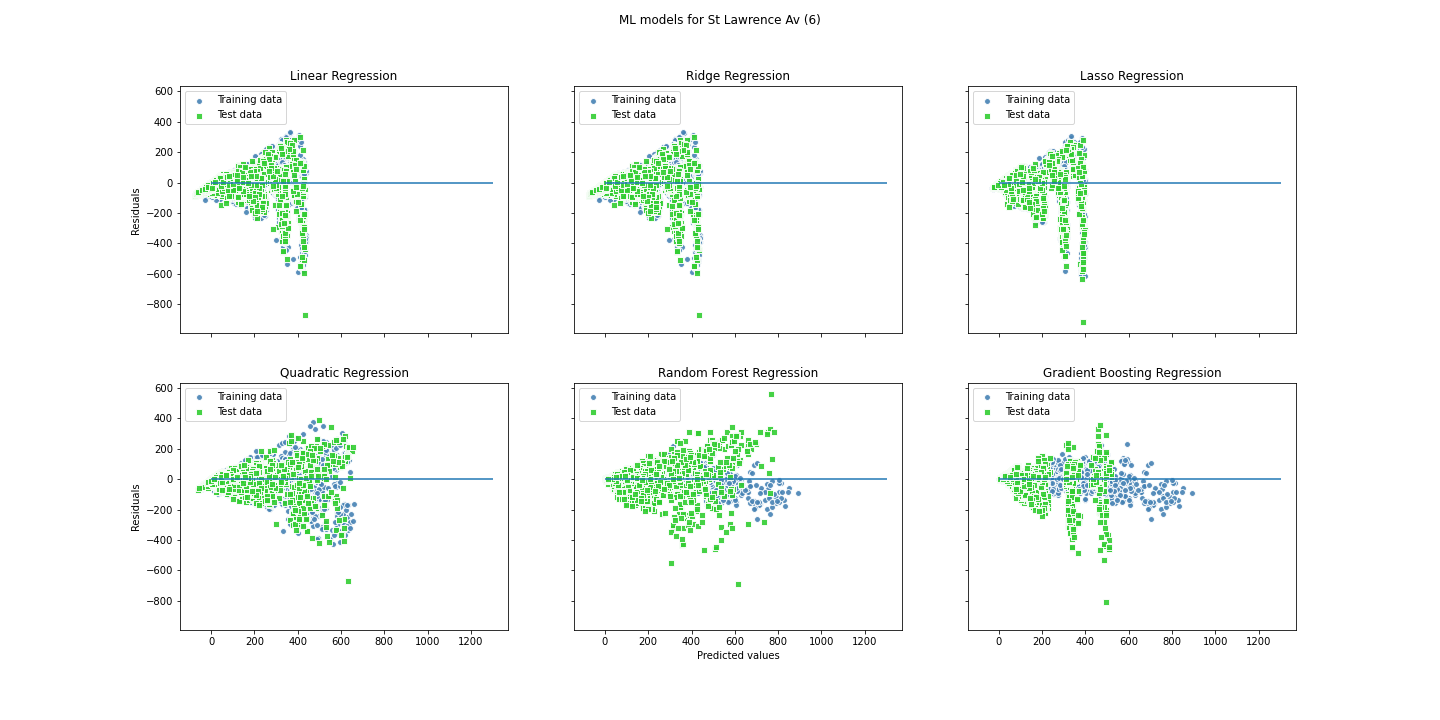 ML models for St Lawrence Av (6)
Linear Regression
Training data
Test data
600
400
200
0
−200
−400
−600
−800
Residuals
Ridge Regression
Training data
Test data
Lasso Regression
Training data
Test data
Quadratic Regression
Training data
Test data
600
400
200
0
−200
−400
−600
−800
Residuals
0 200 400 600 800 1000 1200
Random Forest Regression
Training data
Test data
0 200 400 600 800 1000 1200
Predicted values
Gradient Boosting Regression
Training data
Test data
0 200 400 600 800 1000 1200